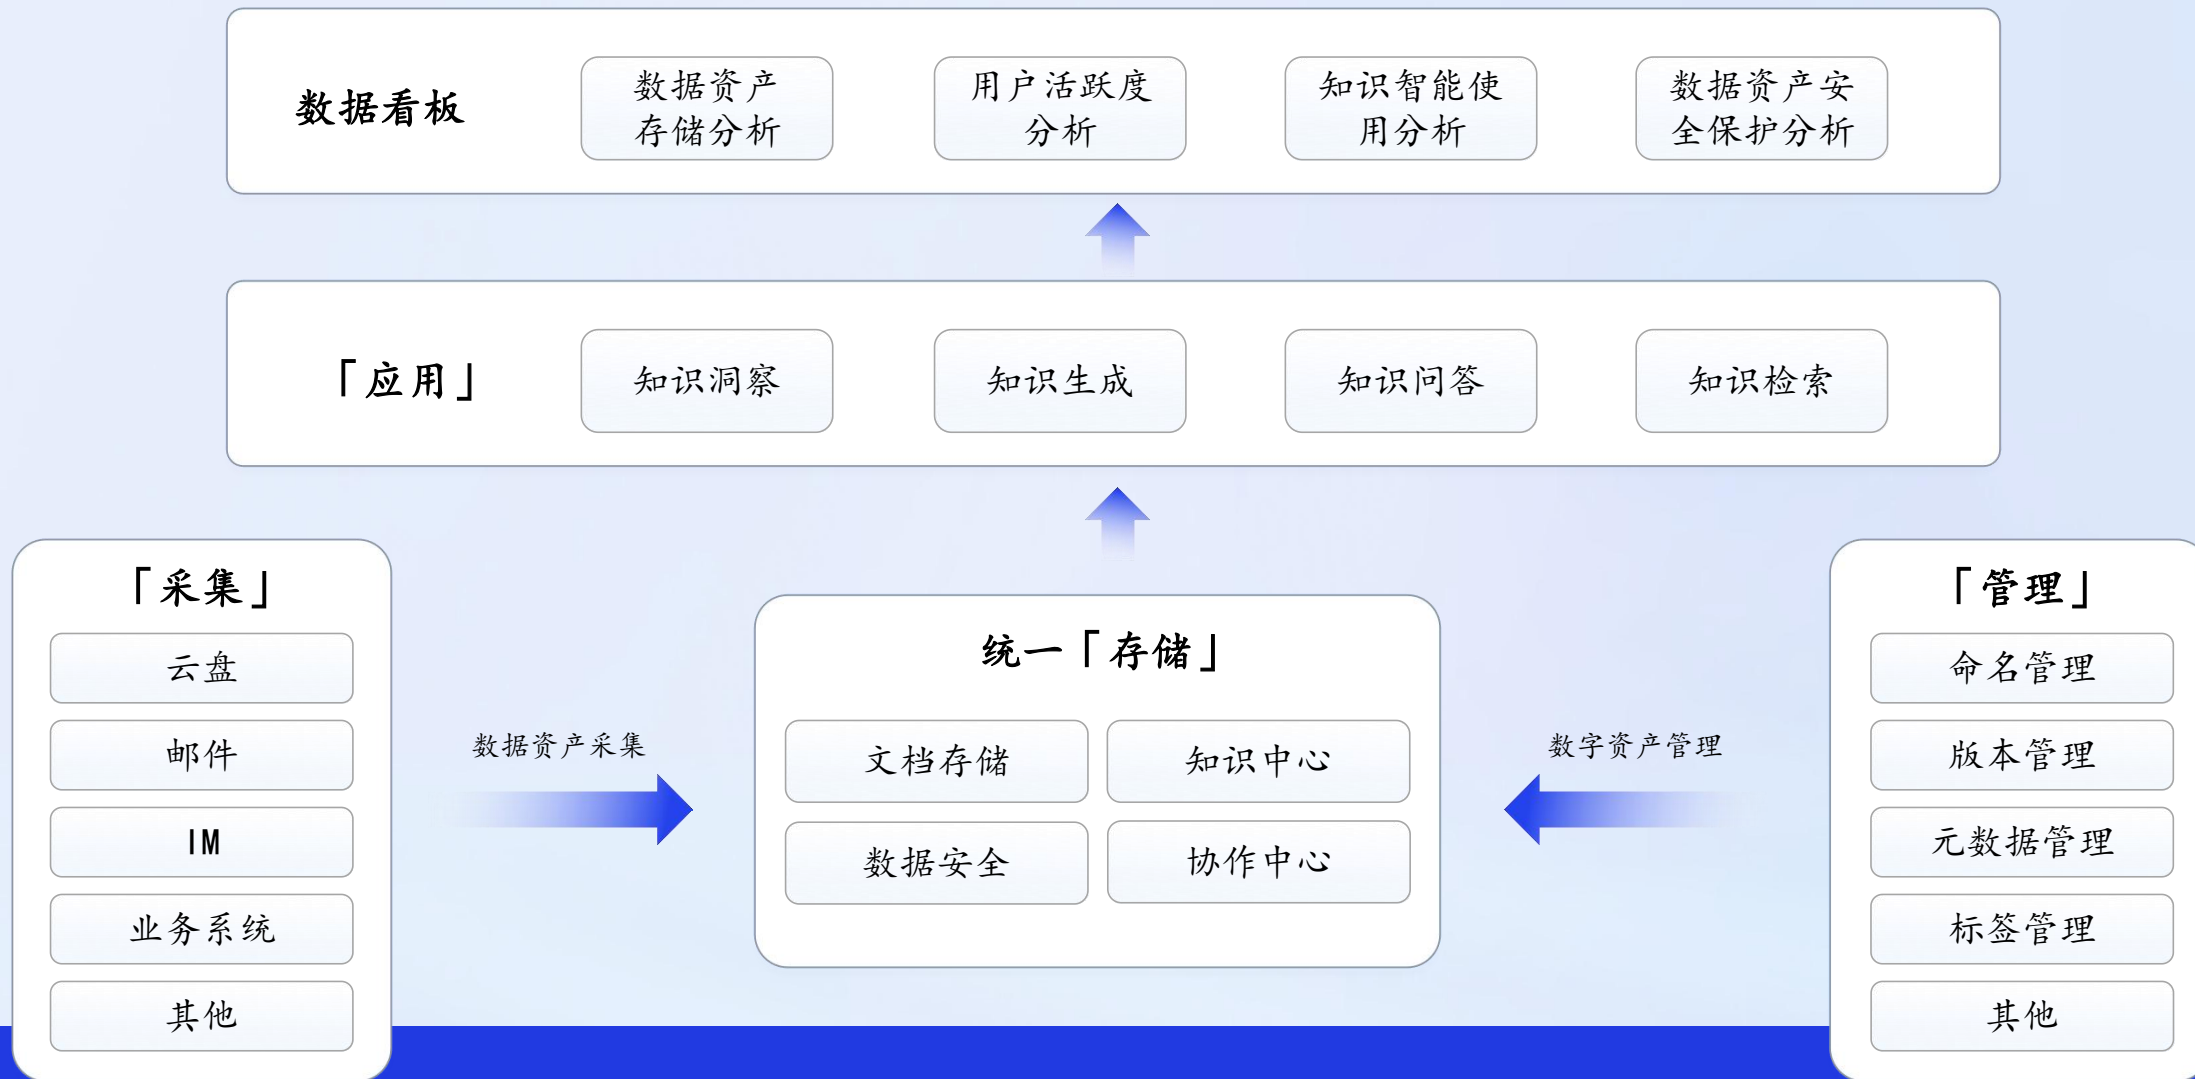 数据看板
数据资产
存储分析
用户活跃度
分析
知识智能使
用分析
数据资产安
全保护分析
「应用」
知识洞察
知识生成
知识问答
知识检索
「采集」
云盘
邮件
IM
业务系统
其他
数据资产采集
统一「存储」
文档存储
知识中心
数据安全
协作中心
数字资产管理
「管理」
命名管理
版本管理
元数据管理
标签管理
其他